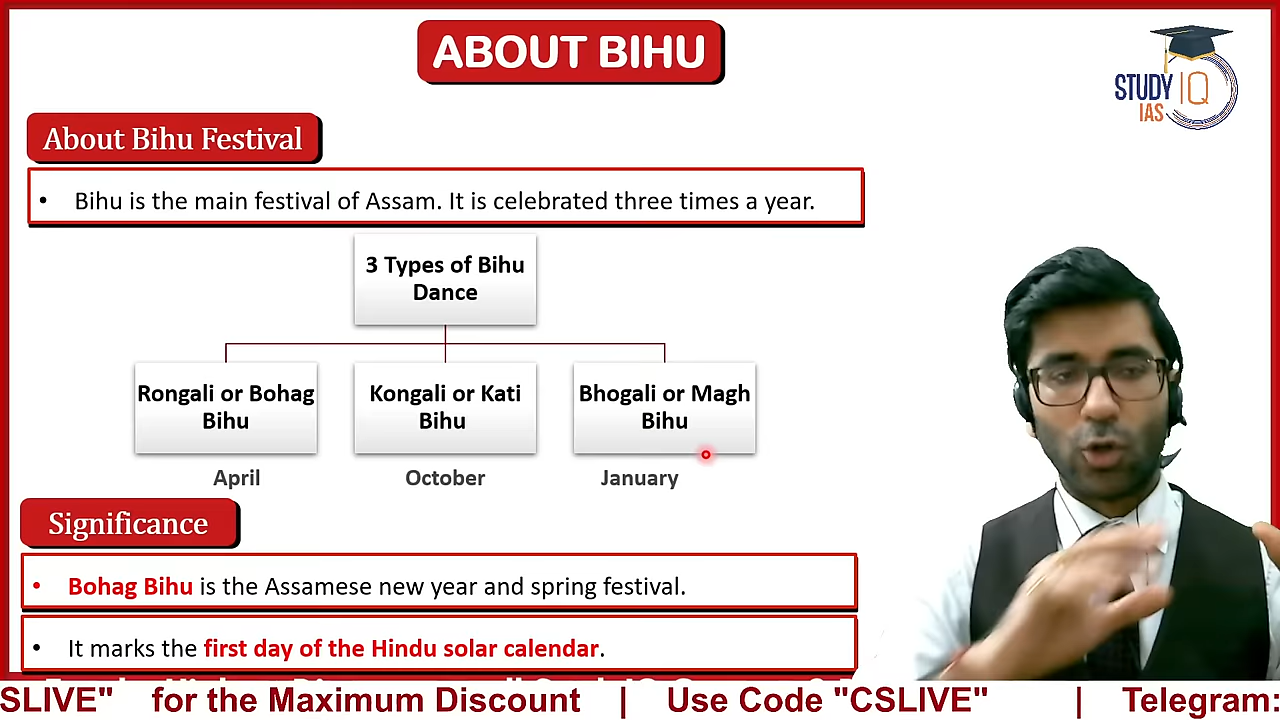 ABOUT BIHU
STUDY IQ
IAS
About Bihu Festival
• Bihu is the main festival of Assam. It is celebrated three times a year.
3 Types of Bihu
Dance
Rongali or Bohag
Bihu
Kongali or Kati
Bihu
Bhogali or Magh
Bihu
April
October
January
Significance
• Bohag Bihu is the Assamese new year and spring festival.
• It marks the first day of the Hindu solar calendar.
SLIVE" for the Maximum Discount | Use Code "CSLIVE" | Telegram: